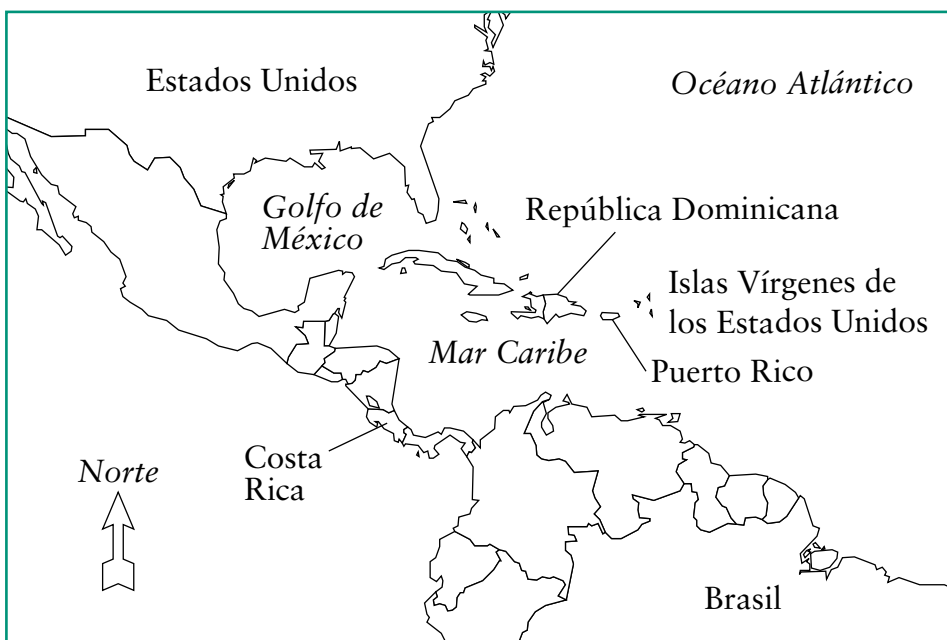 Estados Unidos
Océano Atlántico
Golfo de
México
República Dominicana
Islas Vírgenes de
los Estados Unidos
Mar Caribe
Puerto Rico
Costa
Rica
Norte
Brasil